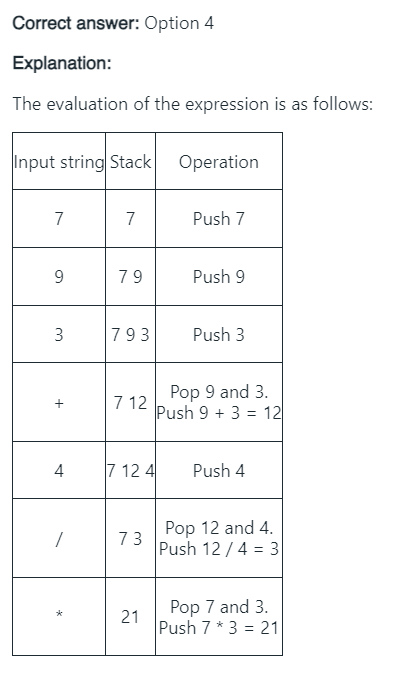 Correct answer: Option 4
Explanation:
The evaluation of the expression is as follows:
Input string Stack Operation
7 7 Push 7
9 7 9 Push 9
3 7 9 3 Push 3
+ 7 12 Pop 9 and 3.
Push 9 + 3 = 12
4 7 12 4 Push 4
/ 7 3 Pop 12 and 4.
Push 12 / 4 = 3
* 21 Pop 7 and 3.
Push 7 * 3 = 21